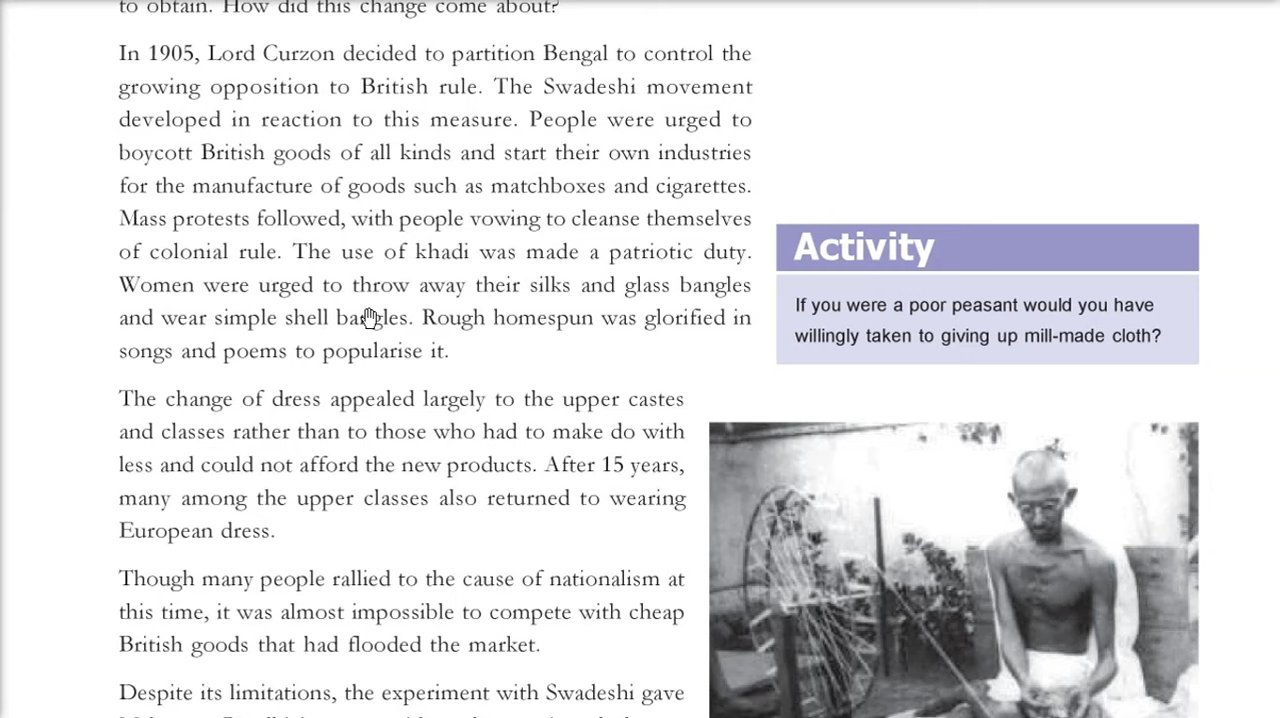 to obtain. How did this change come about?
In 1905, Lord Curzon decided to partition Bengal to control the
growing opposition to British rule. The Swadeshi movement
developed in reaction to this measure. People were urged to
boycott British goods of all kinds and start their own industries
for the manufacture of goods such as matchboxes and cigarettes.
Mass protests followed, with people vowing to cleanse themselves
of colonial rule. The use of khadi was made a patriotic duty.
Women were urged to throw away their silks and glass bangles
and wear simple shell bangles. Rough homespun was glorified in
songs and poems to popularise it.
Activity
If you were a poor peasant would you have
willingly taken to giving up mill-made cloth?
The change of dress appealed largely to the upper castes
and classes rather than to those who had to make do with
less and could not afford the new products. After 15 years,
many among the upper classes also returned to wearing
European dress.
Though many people rallied to the cause of nationalism at
this time, it was almost impossible to compete with cheap
British goods that had flooded the market.
Despite its limitations, the experiment with Swadeshi gave